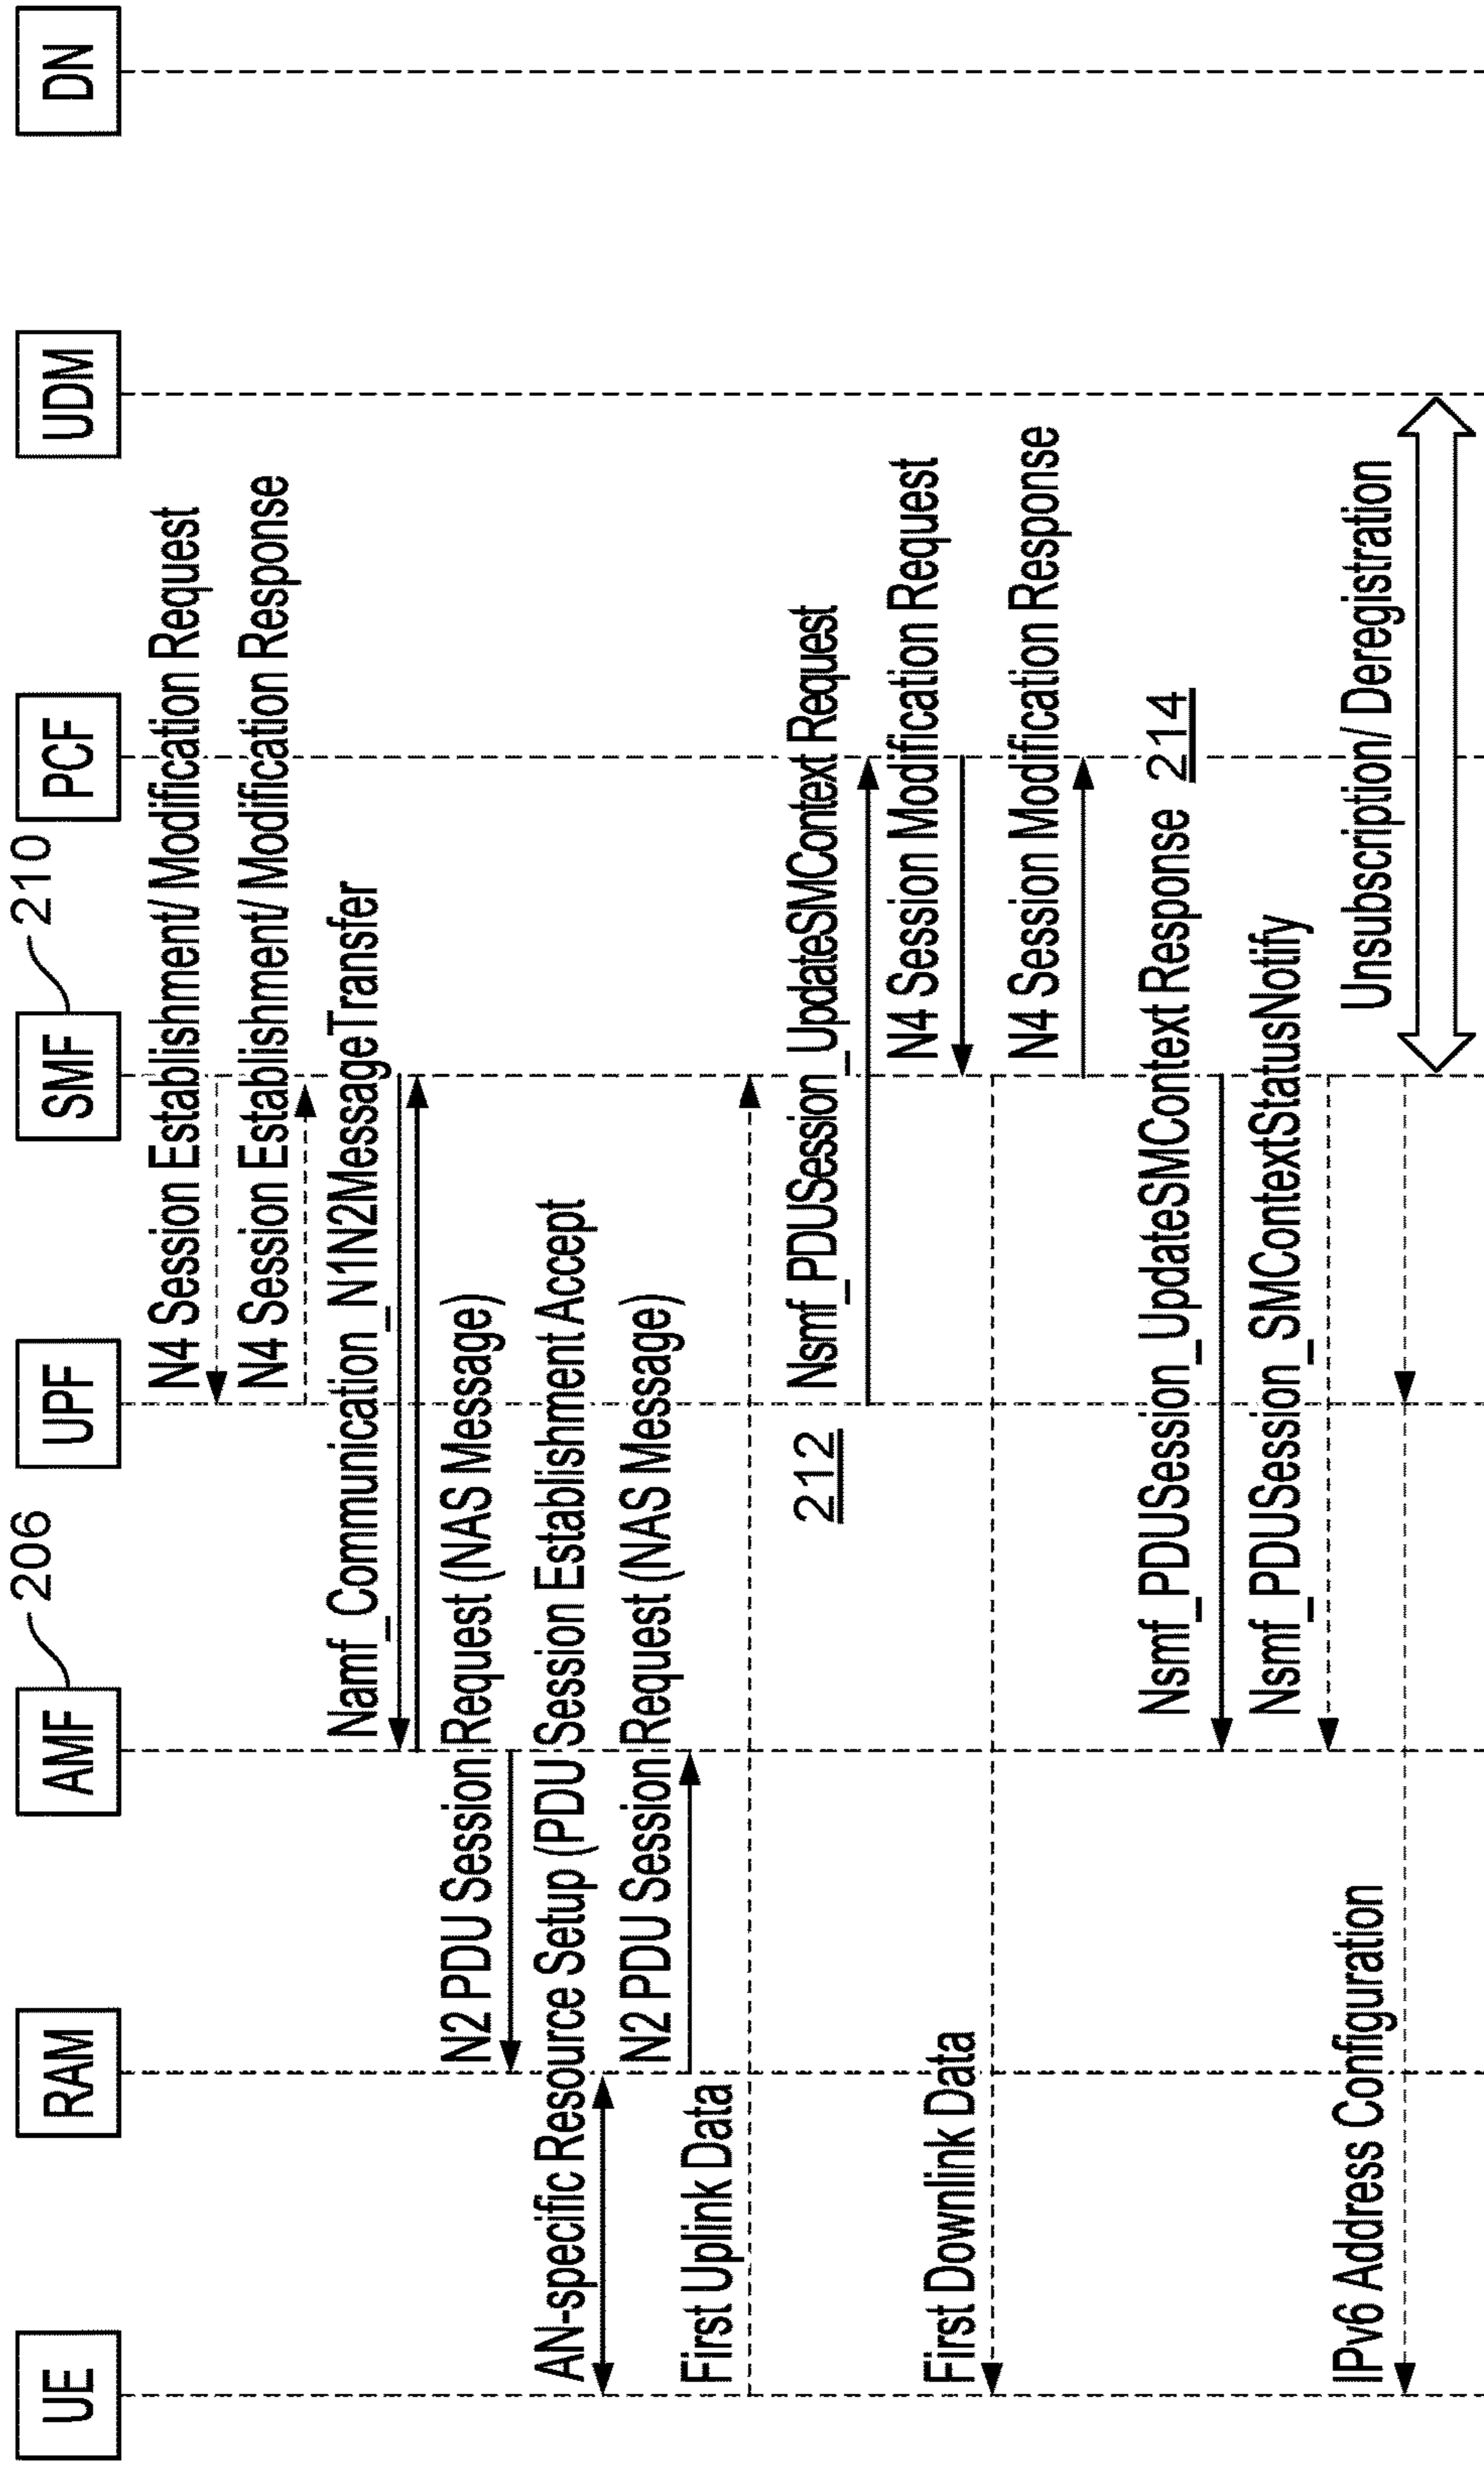 UE
RAM
AMF
206
UPF
SMF
210
PCF
UDM
DN
N4 Session Establishment/ Modification Request
N4 Session Establishment/ Modification Response
Namf_Communication_N1N2MessageTransfer
N2 PDU Session Request (NAS Message)
AN-specific Resource Setup (PDU Session Establishment Accept
N2 PDU Session Request (NAS Message)
First Uplink Data
212
Nsmf_PDUSession_UpdateSMContext Request
N4 Session Modification Request
First Downlink Data
N4 Session Modification Response
Nsmf_PDUSession_UpdateSMContext Response 214
Nsmf_PDUSession_SMContextStatusNotify
IPv6 Address Configuration
Unsubscription/ Deregistration